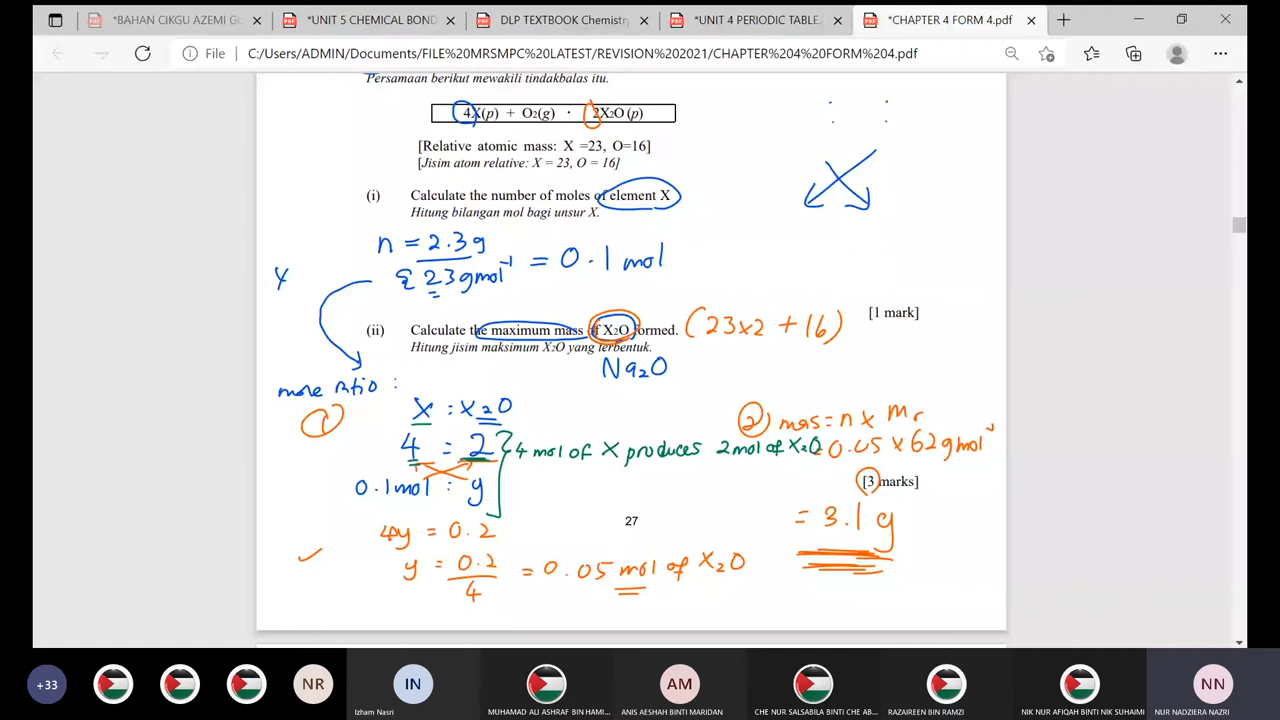 *BAHAN CIKGU AZEMI G
*UNIT 5 CHEMICAL BOND
DLP TEXTBOOK Chemistry
*UNIT 4 PERIODIC TABLE.
*CHAPTER 4 FORM 4.pdf
File
C:/Users/ADMIN/Documents/FILE%20MRSMPC%20LATEST/REVISION%202021/CHAPTER%204%20FORM%204.pdf
Persamaan berikut mewakili tindakbalas itu.
4X(p) + O2(g) · 2X2O (p)
[Relative atomic mass: X =23, O=16]
[Jisim atom relative: X = 23, O = 16]
(i) Calculate the number of moles of element X
Hitung bilangan mol bagi unsur X.
n = 2.3g
23 gmol⁻¹ = 0.1 mol
[1 mark]
(ii) Calculate the maximum mass of X2O formed. (23x2 + 16)
Hitung jisim maksimum X2O yang terbentuk.
Na₂O
more ratio :
① X : X₂O
② mas = n x Mr
4 = 2 4 mol of X produces 2 mol of X₂O = 0.05 x 62 gmol⁻¹
0.1 mol : y
[3 marks]
= 3.1 g
27
4y = 0.2
y = 0.2/4 = 0.05 mol of X₂O
+33
NR
IN
AM
NN
Izham Nasri
MUHAMAD ALI ASHRAF BIN HAMI...
ANIS AEISHAH BINTI MARIDAN
CHE NUR SALSABILA BINTI CHE AB...
RAZAIREEN BIN RAMZI
NIK NUR AFIQAH BINTI NIK SUHAIMI
NUR NADZIERA NAZRI